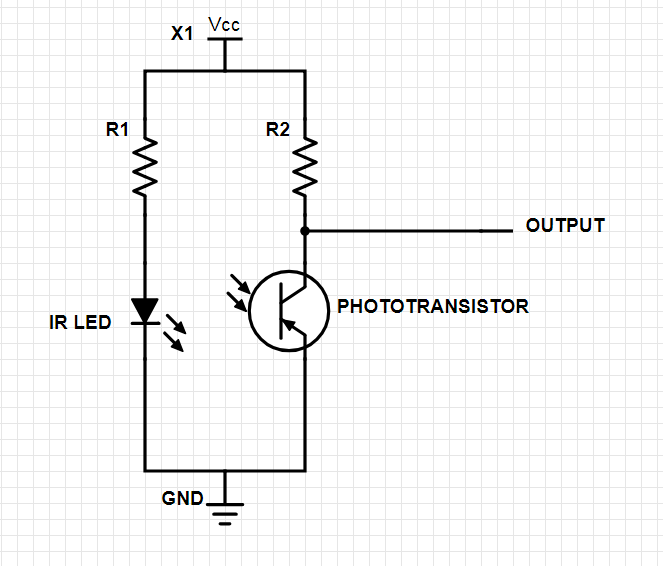 X1 Vcc
R1
R2
OUTPUT
PHOTOTRANSISTOR
IR LED
GND